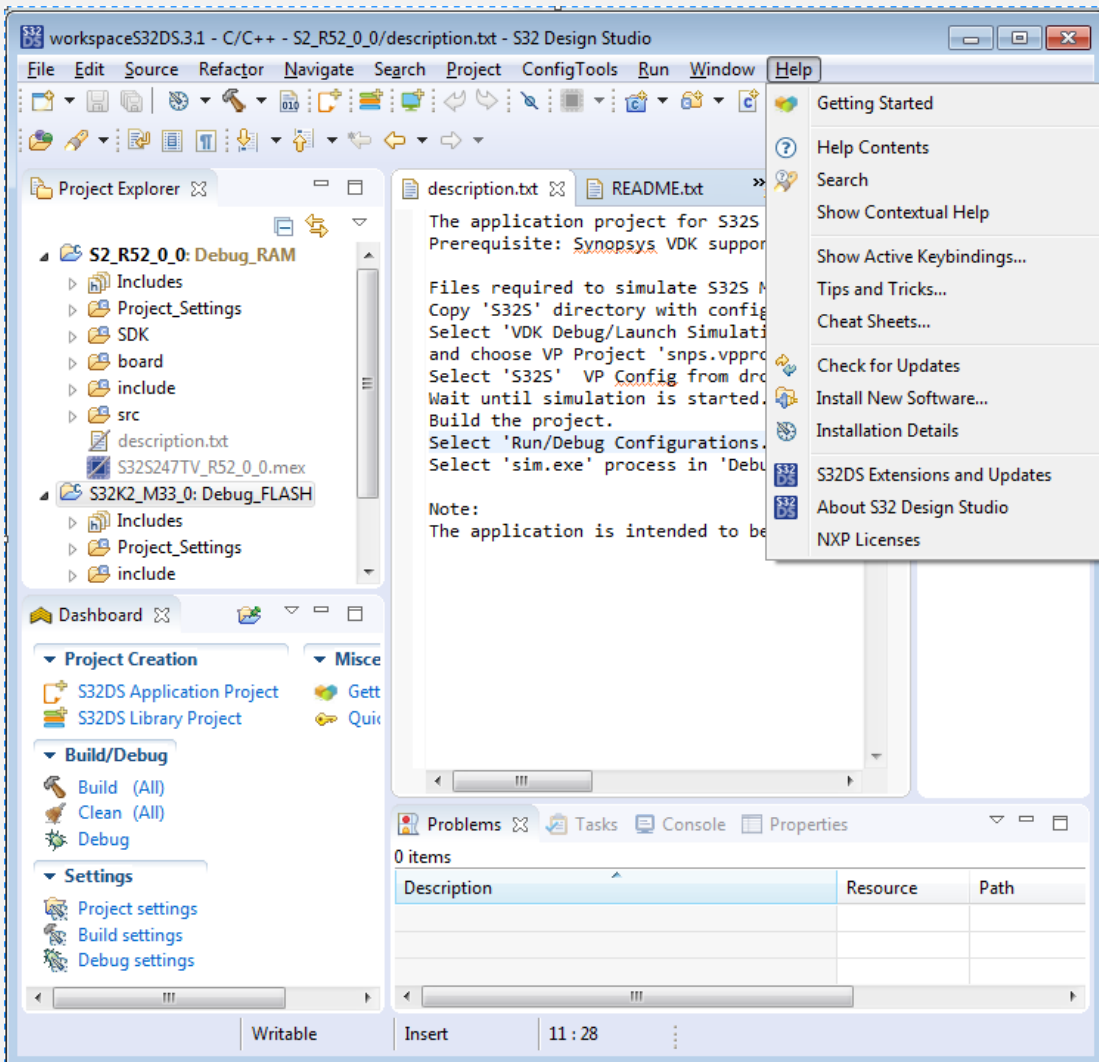 workspaceS32DS.3.1 - C/C++ - S2_R52_0_0/description.txt - S32 Design Studio
File Edit Source Refactor Navigate Search Project ConfigTools Run Window Help
Getting Started
Help Contents
Search
Show Contextual Help
Show Active Keybindings...
Tips and Tricks...
Cheat Sheets...
Check for Updates
Install New Software...
Installation Details
S32DS Extensions and Updates
About S32 Design Studio
NXP Licenses
Project Explorer
S2_R52_0_0: Debug_RAM
Includes
Project_Settings
SDK
board
include
src
description.txt
S32S247TV_R52_0_0.mex
S32K2_M33_0: Debug_FLASH
Includes
Project_Settings
include
description.txt README.txt
The application project for S32S
Prerequisite: Synopsys VDK suppor
Files required to simulate S32S M
Copy 'S32S' directory with config
Select 'VDK Debug/Launch Simulati
and choose VP Project 'snps.vppro
Select 'S32S'  VP Config from dro
Wait until simulation is started.
Build the project.
Select 'Run/Debug Configurations.
Select 'sim.exe' process in 'Debu
Note:
The application is intended to be
Dashboard
Project Creation
S32DS Application Project
S32DS Library Project
Misce
Gett
Quic
Build/Debug
Build (All)
Clean (All)
Debug
Settings
Project settings
Build settings
Debug settings
Problems Tasks Console Properties
0 items
Description Resource Path
Writable Insert 11 : 28